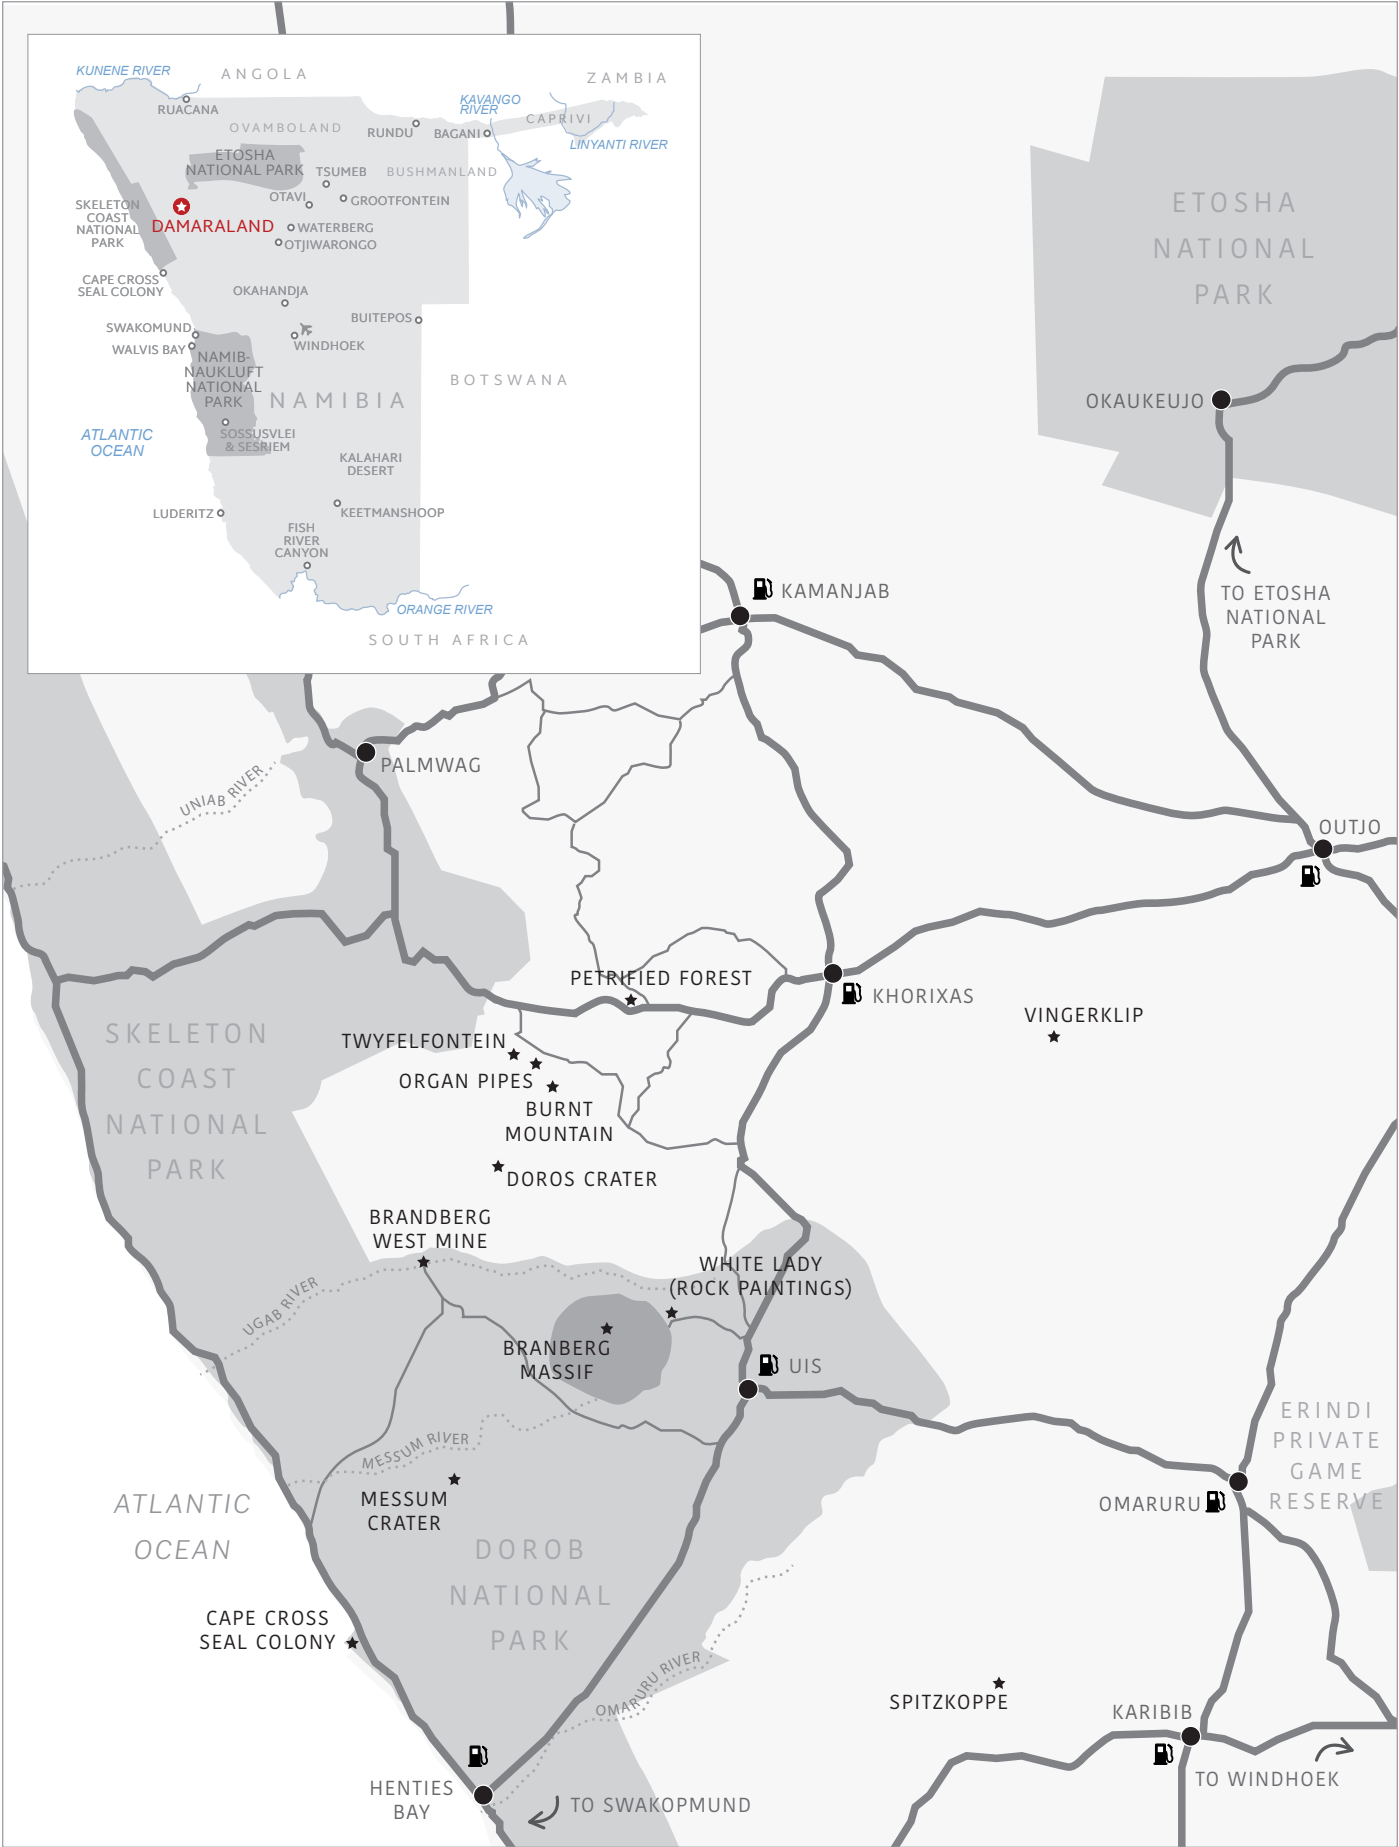 KUNENE RIVER
ANGOLA
ZAMBIA
RUACANA
KAVANGO
RIVER
OVAMBOLAND
RUNDU
BAGANI
CAPRIVI
LINYANTI RIVER
ETOSHA
NATIONAL PARK
TSUMEB
BUSHMANLAND
OTAVI
GROOTFONTEIN
SKELETON
COAST
NATIONAL
PARK
DAMARALAND
WATERBERG
OTJIWARONGO
CAPE CROSS
SEAL COLONY
OKAHANDJA
BUITEPOS
SWAKOMUND
WALVIS BAY
WINDHOEK
NAMIB-
NAUKLUFT
NATIONAL
PARK
BOTSWANA
NAMIBIA
ATLANTIC
OCEAN
SOSSUSVLEI
& SESRIEM
KALAHARI
DESERT
LUDERITZ
KEETMANSHOOP
FISH
RIVER
CANYON
ORANGE RIVER
SOUTH AFRICA
ETOSHA
NATIONAL
PARK
OKAUKEUJO
KAMANJAB
TO ETOSHA
NATIONAL
PARK
PALMWAG
UNIAB RIVER
OUTJO
PETRIFIED FOREST
KHORIXAS
VINGERKLIP
SKELETON
COAST
NATIONAL
PARK
TWYFELFONTEIN
ORGAN PIPES
BURNT
MOUNTAIN
DOROS CRATER
BRANDBERG
WEST MINE
WHITE LADY
(ROCK PAINTINGS)
UGAB RIVER
BRANBERG
MASSIF
UIS
ERINDI
PRIVATE
GAME
RESERVE
MESSUM RIVER
MESSUM
CRATER
ATLANTIC
OCEAN
OMARURU
DOROB
NATIONAL
PARK
CAPE CROSS
SEAL COLONY
OMARURU RIVER
SPITZKOPPE
KARIBIB
HENTIES
BAY
TO SWAKOPMUND
TO WINDHOEK